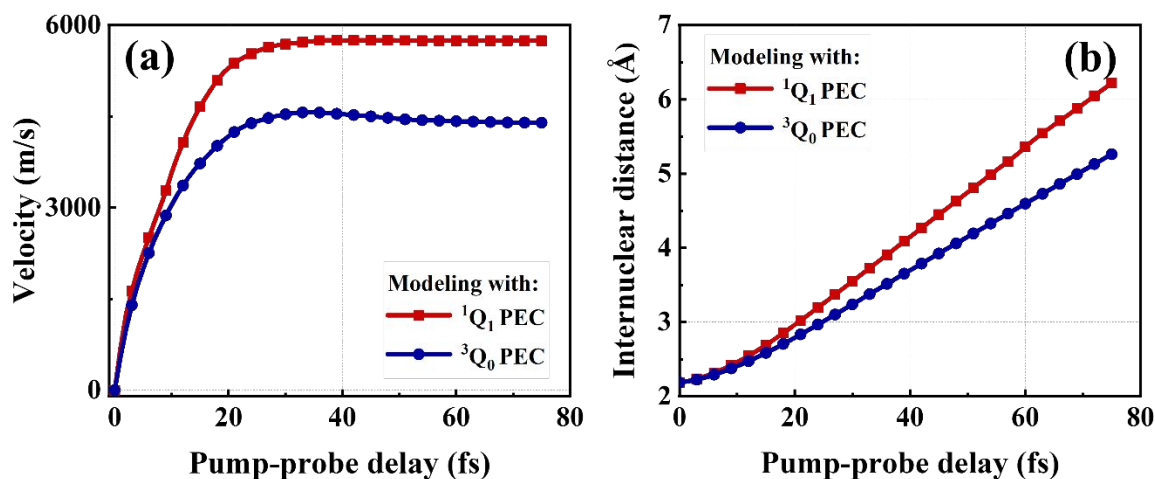 (a)
Velocity (m/s)
6000
3000
0
Modeling with:
¹Q₁ PEC
³Q₀ PEC
0 20 40 60 80
Pump-probe delay (fs)
(b)
Internuclear distance (Å)
7
6
5
4
3
2
Modeling with:
¹Q₁ PEC
³Q₀ PEC
0 20 40 60 80
Pump-probe delay (fs)